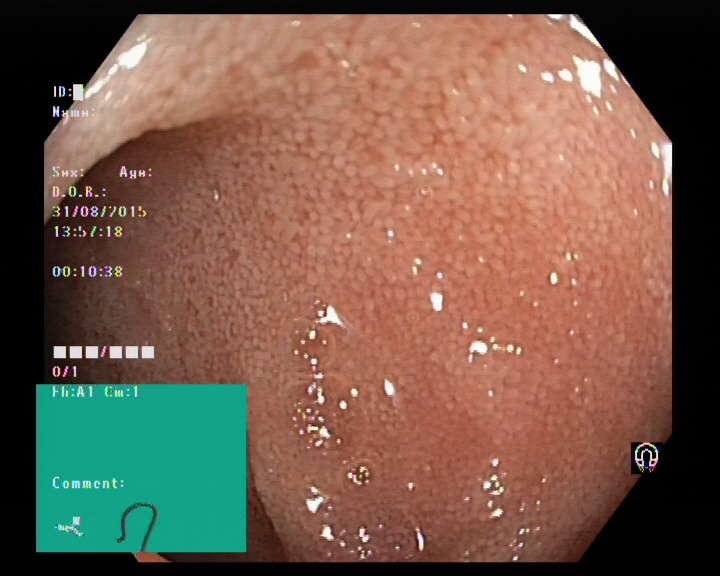 ID:
Name:
Sex: Age:
D.O.B.:
31/08/2015
13:57:18
00:10:38
/
0/1
Eh:A1 Cm:1
Comment: